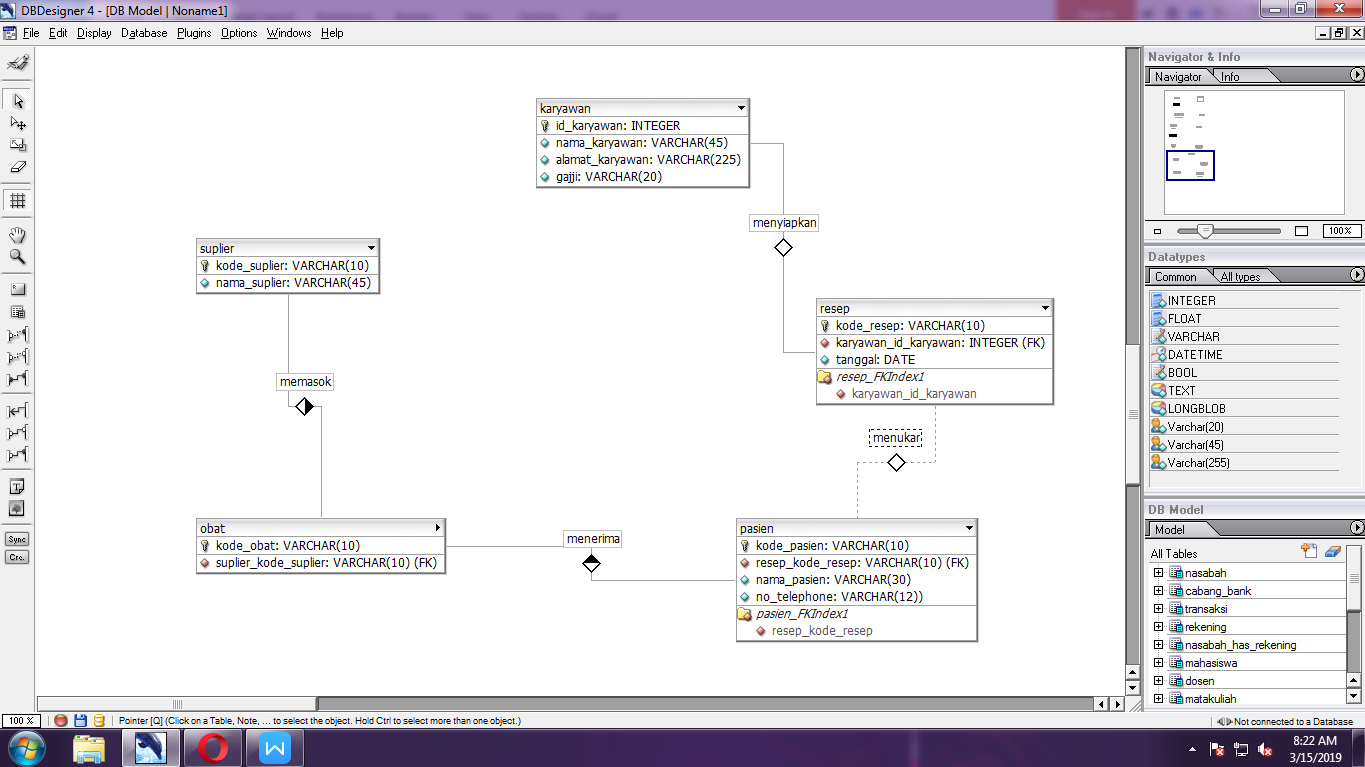 DBDesigner 4 - [DB Model | Noname1]
File Edit Display Database Plugins Options Windows Help
karyawan
id_karyawan: INTEGER
nama_karyawan: VARCHAR(45)
alamat_karyawan: VARCHAR(225)
gajji: VARCHAR(20)
menyiapkan
suplier
kode_suplier: VARCHAR(10)
nama_suplier: VARCHAR(45)
resep
kode_resep: VARCHAR(10)
karyawan_id_karyawan: INTEGER (FK)
tanggal: DATE
resep_FKIndex1
karyawan_id_karyawan
memasok
menukar
obat
kode_obat: VARCHAR(10)
suplier_kode_suplier: VARCHAR(10) (FK)
menerima
pasien
kode_pasien: VARCHAR(10)
resep_kode_resep: VARCHAR(10) (FK)
nama_pasien: VARCHAR(30)
no_telephone: VARCHAR(12))
pasien_FKIndex1
resep_kode_resep
Sync
Cre.
Navigator & Info
Navigator Info
100%
Datatypes
Common All types
INTEGER
FLOAT
VARCHAR
DATETIME
BOOL
TEXT
LONGBLOB
Varchar(20)
Varchar(45)
Varchar(255)
DB Model
Model
All Tables
nasabah
cabang_bank
transaksi
rekening
nasabah_has_rekening
mahasiswa
dosen
matakuliah
100 % Pointer [Q] (Click on a Table, Note, ... to select the object. Hold Ctrl to select more than one object.) Not connected to a Database
8:22 AM
3/15/2019